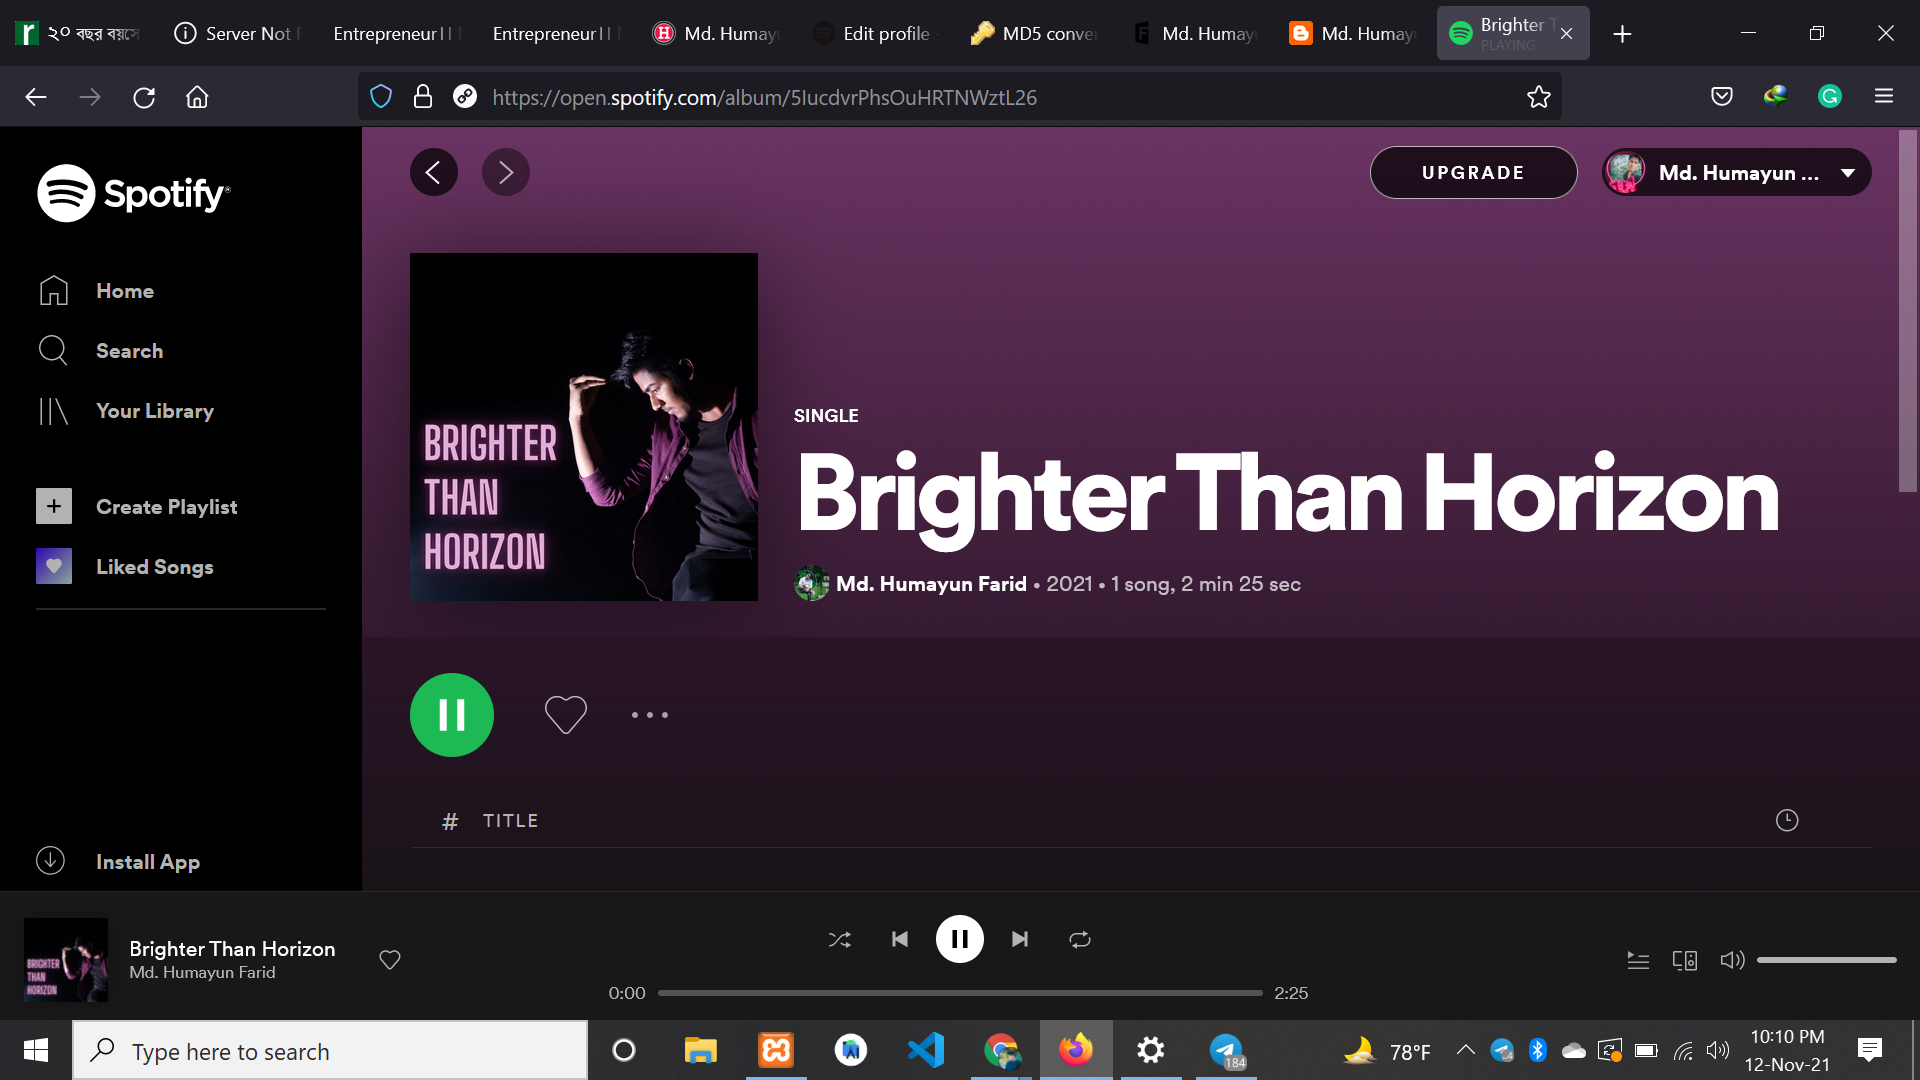 ২০ বছর বয়সে
Server Not F
Entrepreneur || M
Entrepreneur || M
Md. Humayu
Edit profile -
MD5 conver
Md. Humay
Md. Humayu
Brighter T
PLAYING
https://open.spotify.com/album/5IucdvrPhsOuHRTNWztL26
Spotify
Home
Search
Your Library
Create Playlist
Liked Songs
Install App
UPGRADE
Md. Humayun ...
BRIGHTER
THAN
HORIZON
SINGLE
Brighter Than Horizon
Md. Humayun Farid • 2021 • 1 song, 2 min 25 sec
# TITLE
BRIGHTER
THAN
HORIZON
Brighter Than Horizon
Md. Humayun Farid
0:00
2:25
Type here to search
184
78°F
10:10 PM
12-Nov-21